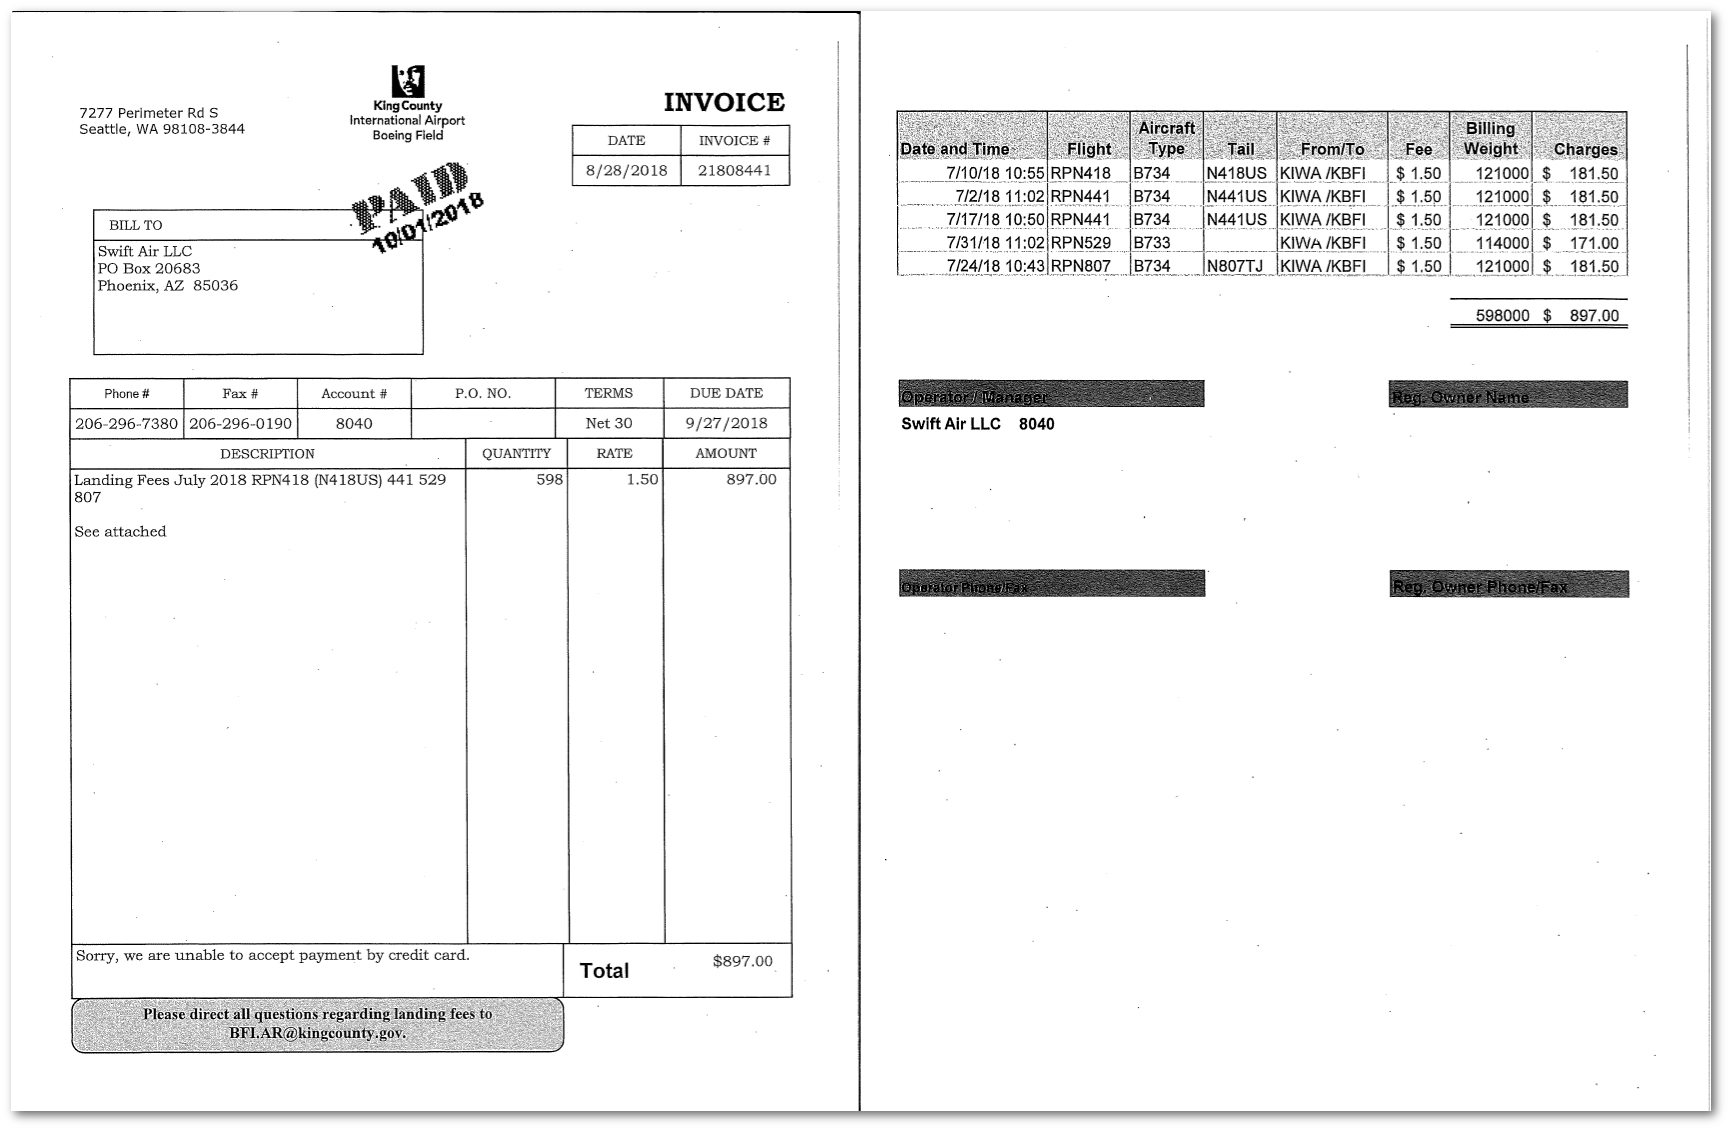 7277 Perimeter Rd S
Seattle, WA 98108-3844
King County
International Airport
Boeing Field
INVOICE
DATE INVOICE #
8/28/2018 21808441
PAID
10/01/2018
BILL TO
Swift Air LLC
PO Box 20683
Phoenix, AZ 85036
Phone # Fax # Account # P.O. NO. TERMS DUE DATE
206-296-7380 206-296-0190 8040 Net 30 9/27/2018
DESCRIPTION QUANTITY RATE AMOUNT
Landing Fees July 2018 RPN418 (N418US) 441 529 598 1.50 897.00
807
See attached
Sorry, we are unable to accept payment by credit card.
Total $897.00
Please direct all questions regarding landing fees to
BFI.AR@kingcounty.gov.
Date and Time Flight Aircraft Type Tail From/To Fee Billing Weight Charges
7/10/18 10:55 RPN418 B734 N418US KIWA /KBFI $ 1.50 121000 $ 181.50
7/2/18 11:02 RPN441 B734 N441US KIWA /KBFI $ 1.50 121000 $ 181.50
7/17/18 10:50 RPN441 B734 N441US KIWA /KBFI $ 1.50 121000 $ 181.50
7/31/18 11:02 RPN529 B733 KIWA /KBFI $ 1.50 114000 $ 171.00
7/24/18 10:43 RPN807 B734 N807TJ KIWA /KBFI $ 1.50 121000 $ 181.50
598000 $ 897.00
Operator / Manager Reg. Owner Name
Swift Air LLC 8040
Operator Phone/Fax Reg. Owner Phone/Fax